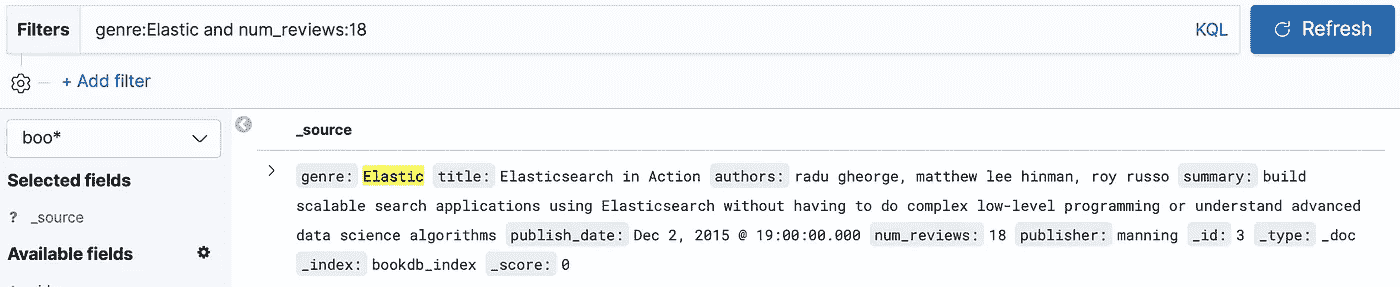 Filters genre:Elastic and num_reviews:18 KQL Refresh
+ Add filter
boo*
Selected fields
? _source
Available fields
_source
genre: Elastic title: Elasticsearch in Action authors: radu gheorge, matthew lee hinman, roy russo summary: build
scalable search applications using Elasticsearch without having to do complex low-level programming or understand advanced
data science algorithms publish_date: Dec 2, 2015 @ 19:00:00.000 num_reviews: 18 publisher: manning _id: 3 _type: _doc
_index: bookdb_index _score: 0